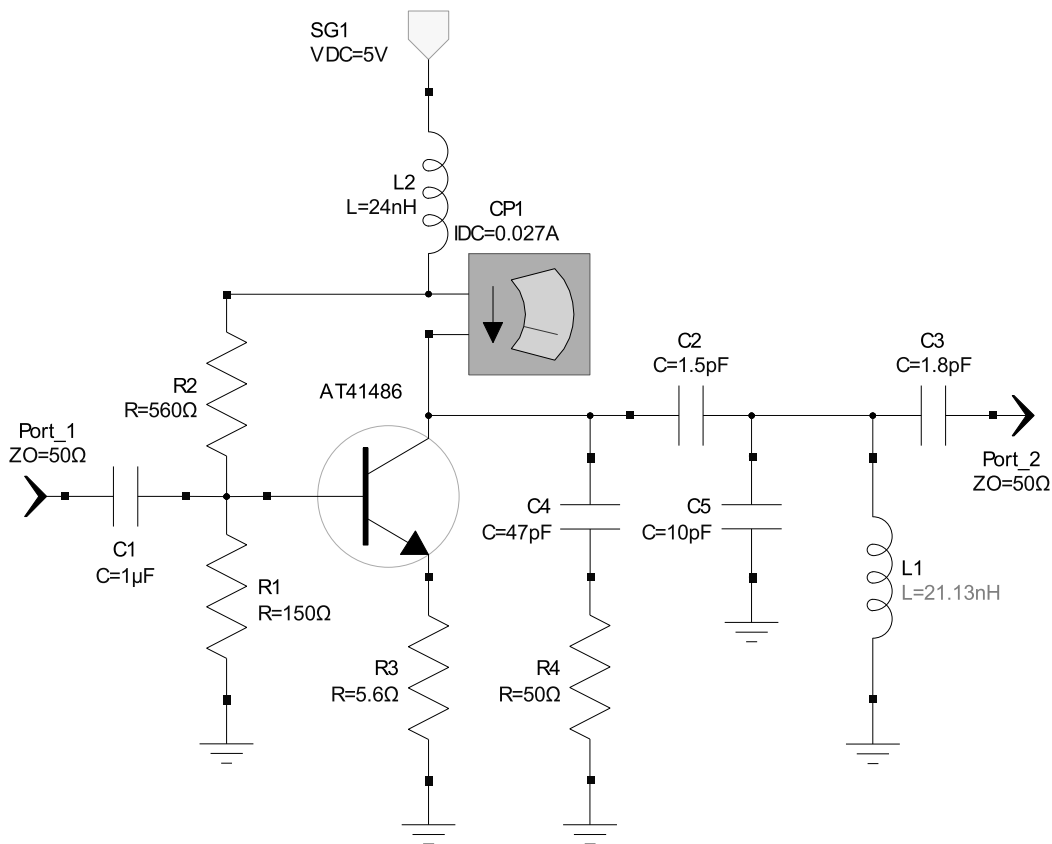 SG1
VDC=5V
L2
L=24nH
CP1
IDC=0.027A
R2
R=560Ω
AT41486
C2
C=1.5pF
C3
C=1.8pF
Port_1
ZO=50Ω
Port_2
ZO=50Ω
C1
C=1µF
C4
C=47pF
C5
C=10pF
L1
L=21.13nH
R1
R=150Ω
R3
R=5.6Ω
R4
R=50Ω